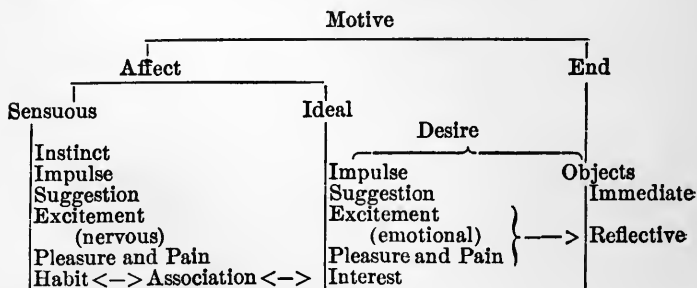 Motive
Affect End
Sensuous Ideal
Desire
Instinct
Impulse Impulse Objects
Suggestion Suggestion Immediate
Excitement Excitement
(nervous) (emotional) Reflective
Pleasure and Pain Pleasure and Pain
Habit <—> Association <—> Interest